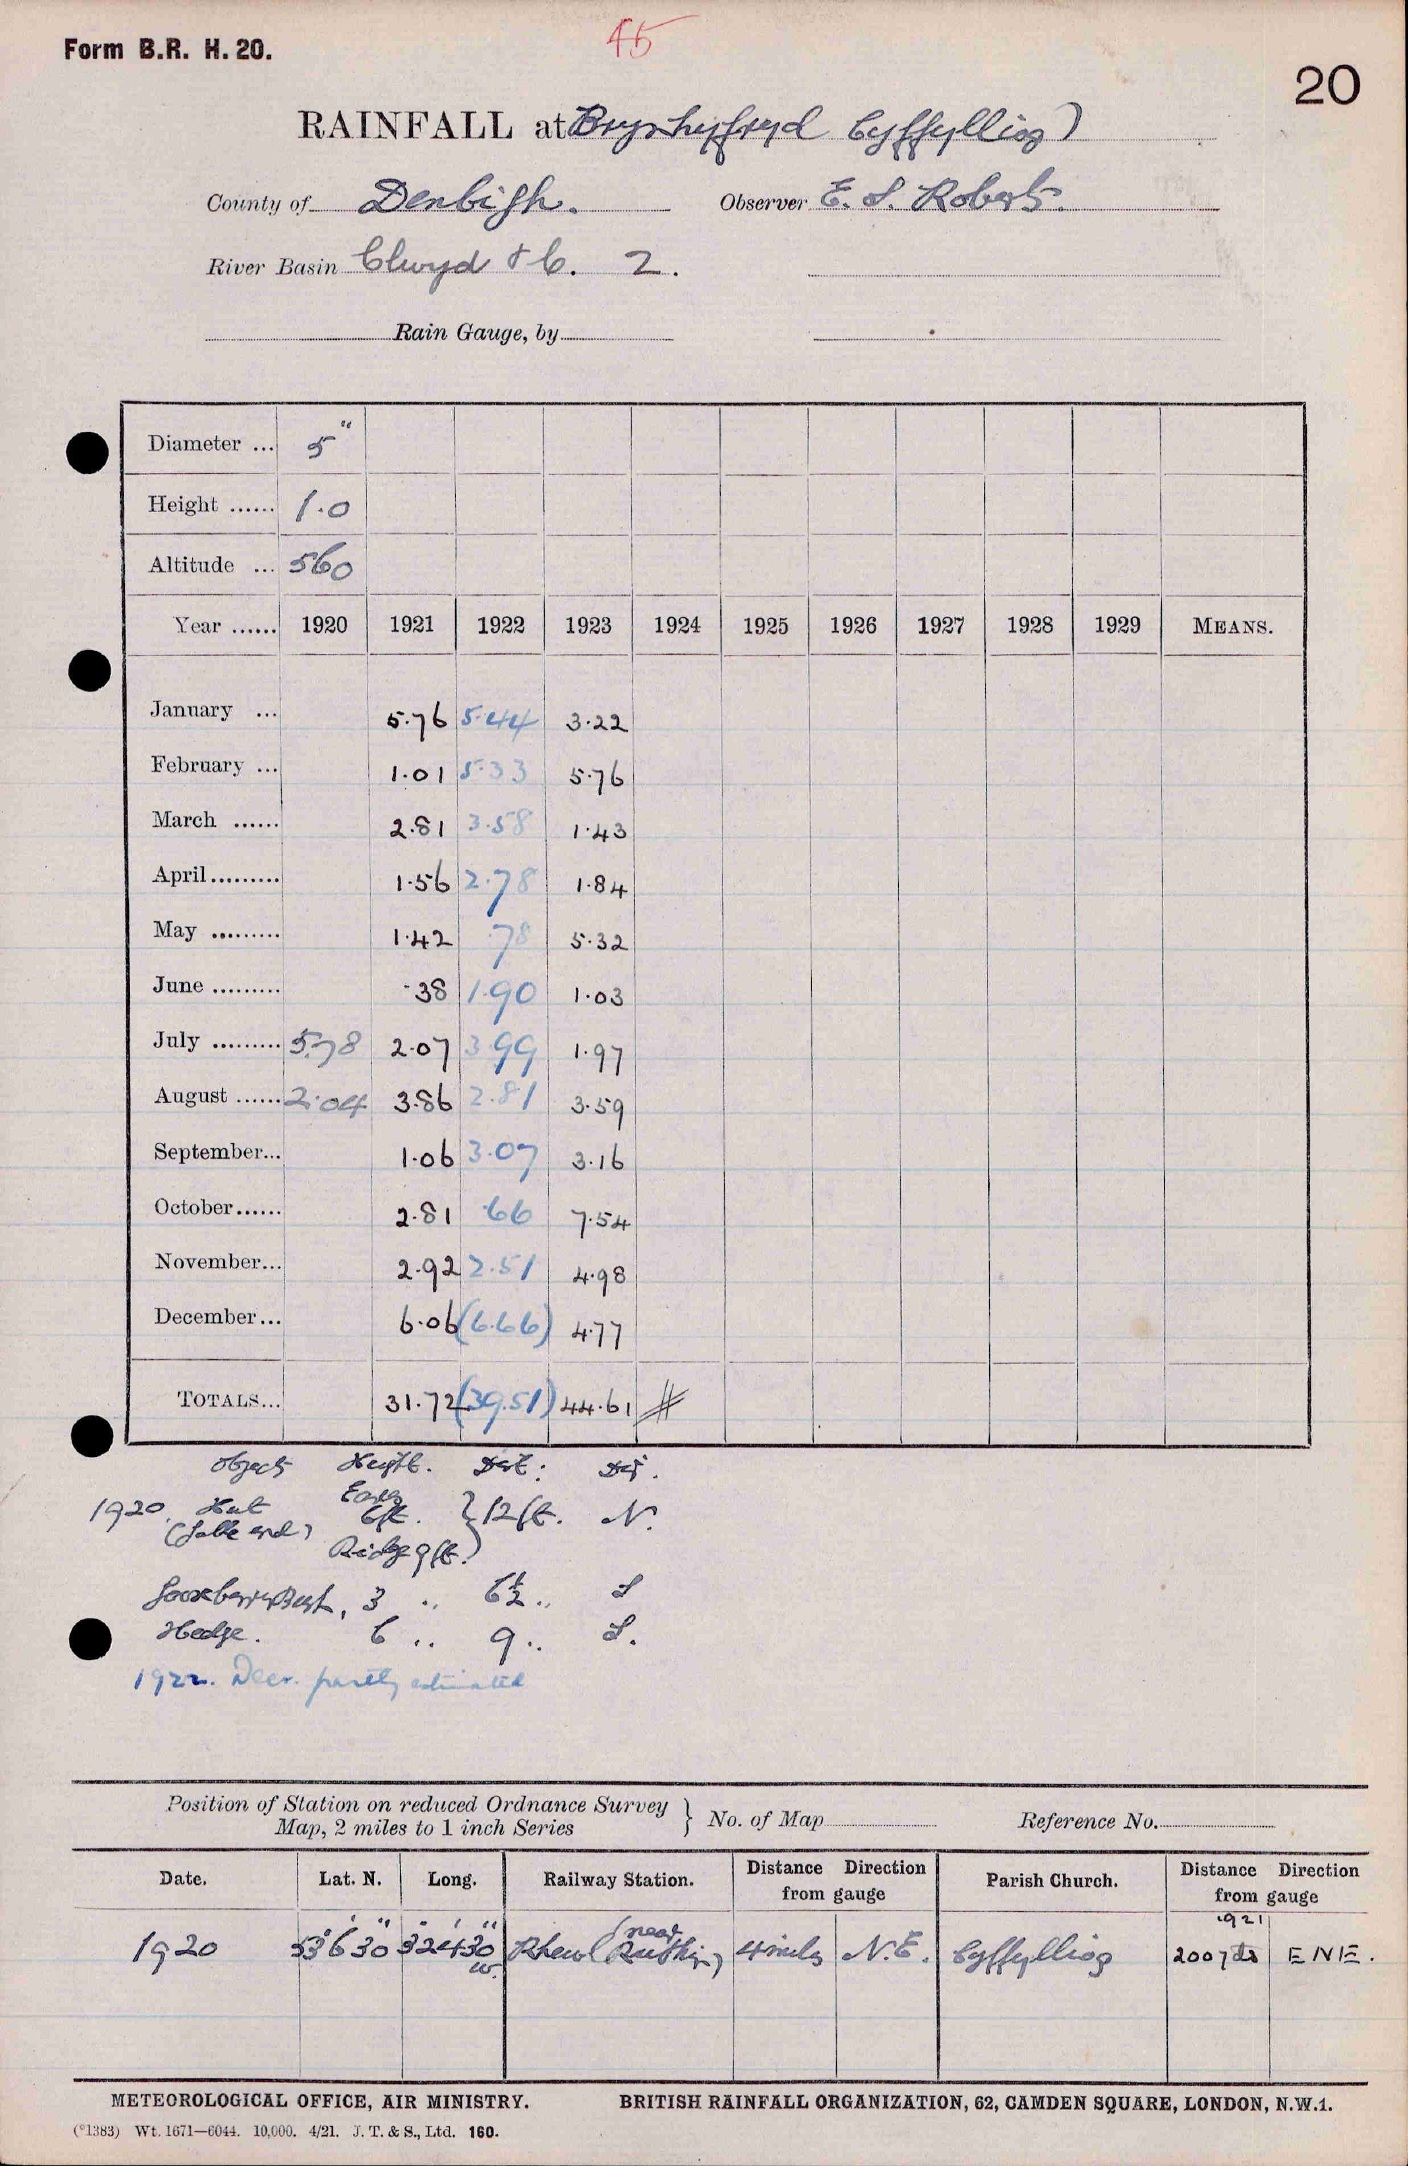 Form B.R. H. 20.
45
20
RAINFALL at Brynhyfryd Cyffylliog)
County of Denbigh. Observer E. S. Roberts.
River Basin Clwyd & C. 2.
Rain Gauge, by
Diameter ... 5"
Height ...... 1.0
Altitude ... 560
Year ...... 1920 1921 1922 1923 1924 1925 1926 1927 1928 1929 MEANS.
January ... 5.76 5.44 3.22
February ... 1.01 5.33 5.76
March ...... 2.81 3.58 1.43
April......... 1.56 2.78 1.84
May ......... 1.42 .78 5.32
June ......... .38 1.90 1.03
July ......... 5.78 2.07 3.99 1.97
August ...... 2.04 3.86 2.81 3.59
September... 1.06 3.07 3.16
October...... 2.81 .66 7.54
November... 2.92 2.51 4.98
December... 6.06 (6.66) 4.77
TOTALS... 31.72 (39.51) 44.61 #
Object Height. Dist: Dir.
1920. Hut Eaves 6ft. } 12 ft. N.
(Gable end) Ridge 9ft.
Gooseberry Bush, 3 " 6½ " S
Hedge. 6 " 9 " S.
1922. Decr. partly estimated
Position of Station on reduced Ordnance Survey Map, 2 miles to 1 inch Series } No. of Map Reference No.
Date. Lat. N. Long. Railway Station. Distance Direction from gauge Parish Church. Distance Direction from gauge
1921
1920 53°6'30" 3°24'30" W. Rhewl (near Ruthin) 4 miles N.E. Cyffylliog 200 yds ENE.
METEOROLOGICAL OFFICE, AIR MINISTRY. BRITISH RAINFALL ORGANIZATION, 62, CAMDEN SQUARE, LONDON, N.W.1.
(*1383) Wt. 1671—6044. 10,000. 4/21. J. T. & S., Ltd. 160.